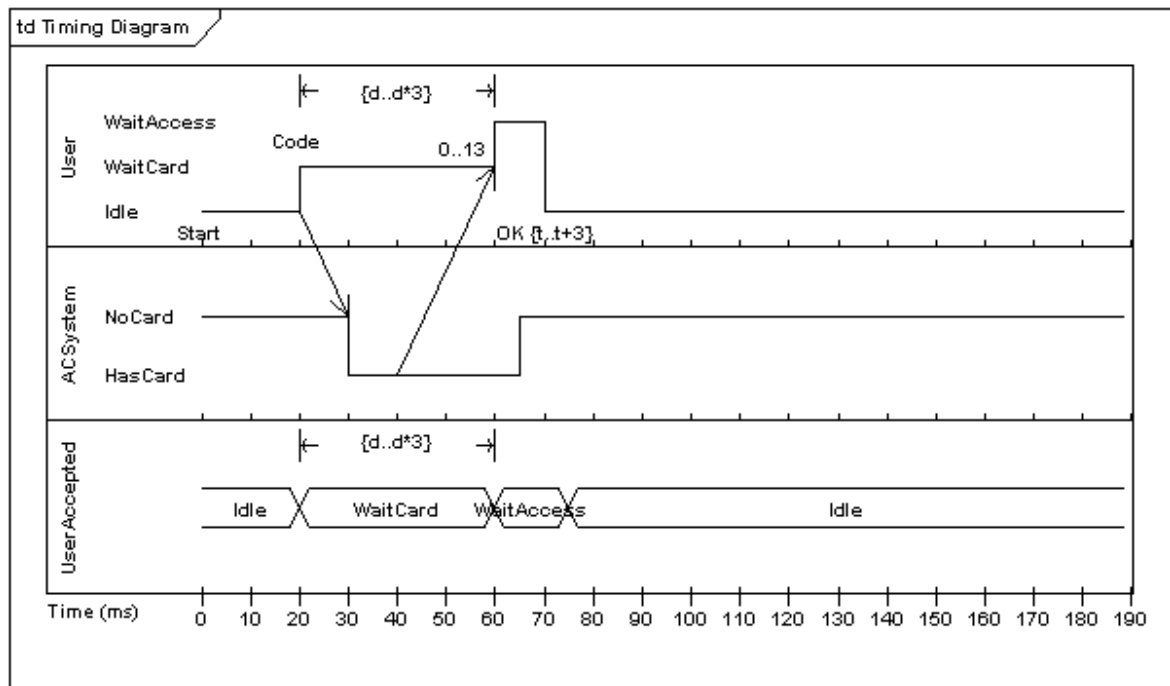 td Timing Diagram
User
{d..d*3}
WaitAccess
Code
0..13
WaitCard
Idle
Start
OK {t,.t+3}
ACSystem
NoCard
HasCard
UserAccepted
{d..d*3}
Idle WaitCard WaitAccess Idle
Time (ms) 0 10 20 30 40 50 60 70 80 90 100 110 120 130 140 150 160 170 180 190